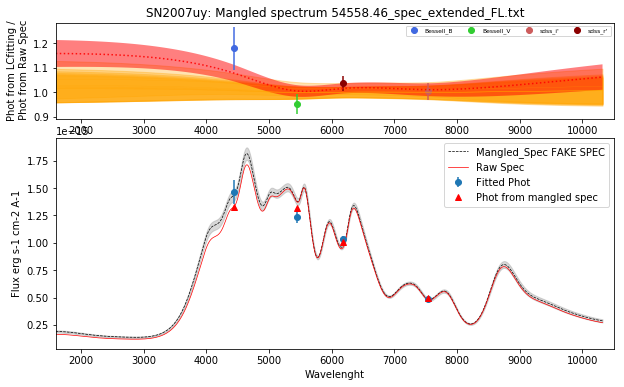 SN2007uy: Mangled spectrum 54558.46_spec_extended_FL.txt
Phot from LCfitting /
Phot from Raw Spec
1.2
1.1
1.0
0.9
Bessell_B
Bessell_V
sdss_i'
sdss_r'
2000 3000 4000 5000 6000 7000 8000 9000 10000
Flux erg s-1 cm-2 A-1
1.75
1.50
1.25
1.00
0.75
0.50
0.25
Mangled_Spec FAKE SPEC
Raw Spec
Fitted Phot
Phot from mangled spec
2000 3000 4000 5000 6000 7000 8000 9000 10000
Wavelenght